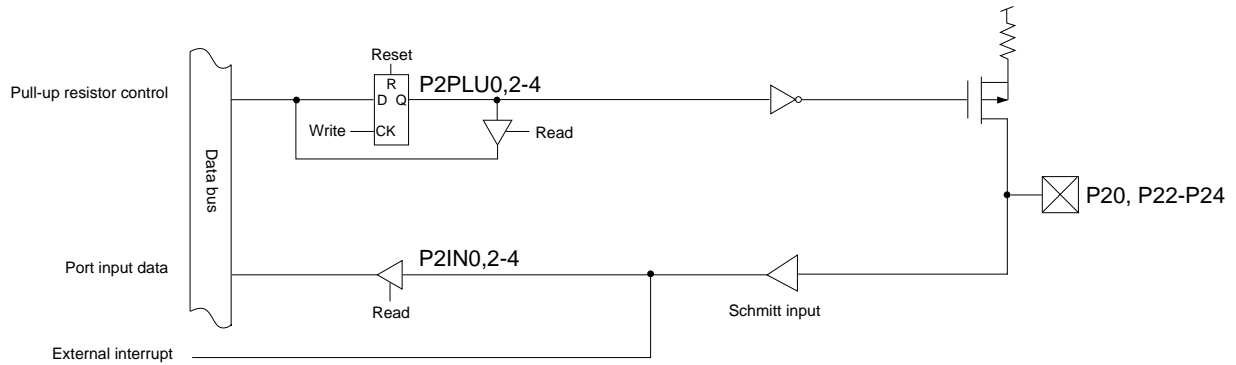 Reset
Pull-up resistor control
R
P2PLU0,2-4
D Q
Write
CK
Read
Data bus
P20, P22-P24
Port input data
P2IN0,2-4
Read
Schmitt input
External interrupt